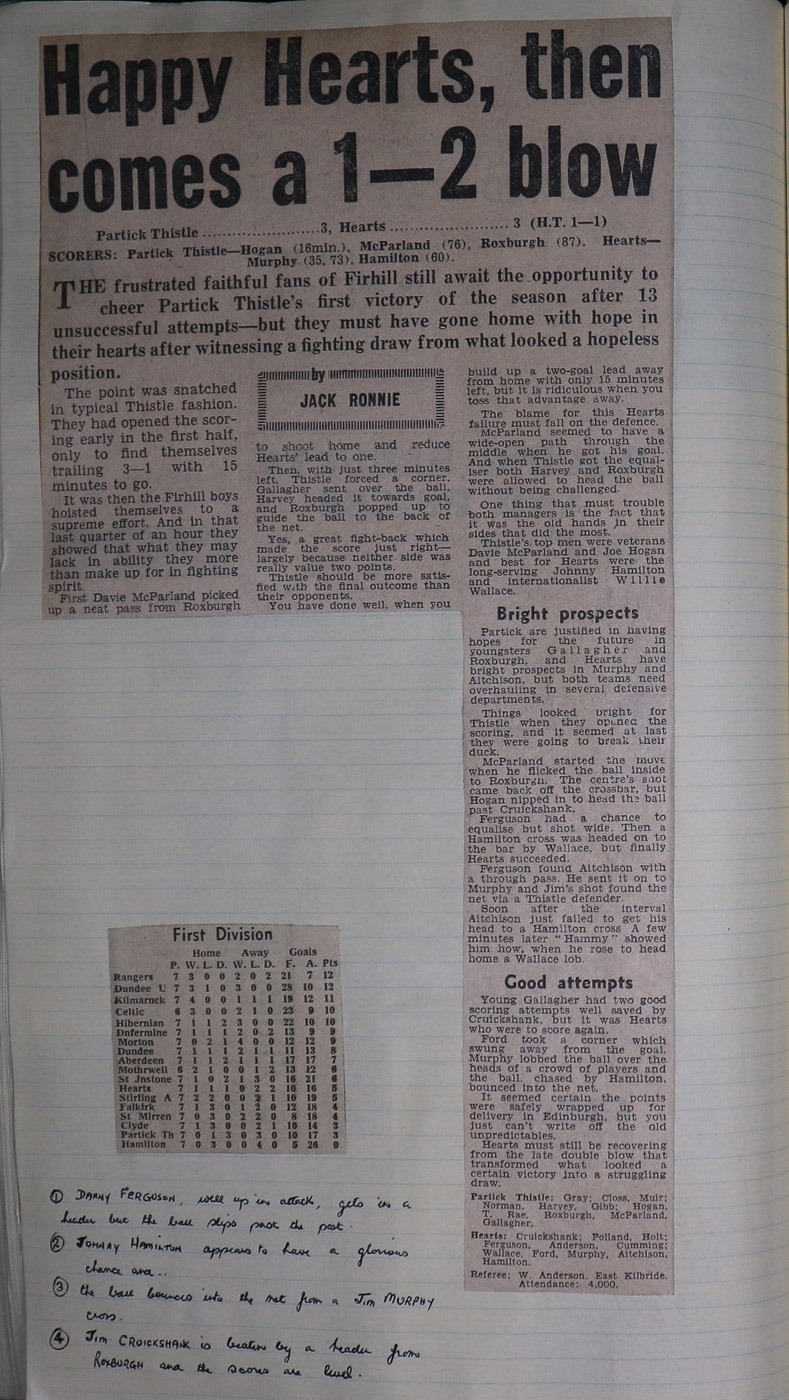 Happy Hearts, then
comes a 1—2 blow
Partick Thistle ........................3, Hearts ........................ 3 (H.T. 1—1)
SCORERS: Partick Thistle—Hogan (16min.), McParland (76), Roxburgh (87). Hearts—
Murphy (35, 73), Hamilton (60).
THE frustrated faithful fans of Firhill still await the opportunity to
cheer Partick Thistle's first victory of the season after 13
unsuccessful attempts—but they must have gone home with hope in
their hearts after witnessing a fighting draw from what looked a hopeless
position.
The point was snatched
in typical Thistle fashion.
They had opened the scor-
ing early in the first half,
only to find themselves
trailing 3—1 with 15
minutes to go.
It was then the Firhill boys
hoisted themselves to a
supreme effort. And in that
last quarter of an hour they
showed that what they may
lack in ability they more
than make up for in fighting
spirit.
First Davie McParland picked
up a neat pass from Roxburgh
by
JACK RONNIE
to shoot home and reduce
Hearts' lead to one.
Then, with just three minutes
left, Thistle forced a corner.
Gallagher sent over the ball.
Harvey headed it towards goal,
and Roxburgh popped up to
guide the ball to the back of
the net.
Yes, a great fight-back which
made the score just right—
largely because neither side was
really value two points.
Thistle should be more satis-
fied with the final outcome than
their opponents.
You have done well, when you
build up a two-goal lead away
from home with only 15 minutes
left, but it is ridiculous when you
toss that advantage away.
The blame for this Hearts
failure must fall on the defence.
McParland seemed to have a
wide-open path through the
middle when he got his goal.
And when Thistle got the equal-
iser both Harvey and Roxburgh
were allowed to head the ball
without being challenged.
One thing that must trouble
both managers is the fact that
it was the old hands in their
sides that did the most.
Thistle's top men were veterans
Davie McParland and Joe Hogan
and best for Hearts were the
long-serving Johnny Hamilton
and internationalist Willie
Wallace.
Bright prospects
Partick are justified in having
hopes for the future in
youngsters Gallagher and
Roxburgh, and Hearts have
bright prospects in Murphy and
Aitchison, but both teams need
overhauling in several defensive
departments.
Things looked bright for
Thistle when they opened the
scoring, and it seemed at last
they were going to break their
duck.
McParland started the move
when he flicked the ball inside
to Roxburgh. The centre's shot
came back off the crossbar, but
Hogan nipped in to head the ball
past Cruickshank.
Ferguson had a chance to
equalise but shot wide. Then a
Hamilton cross was headed on to
the bar by Wallace, but finally
Hearts succeeded.
Ferguson found Aitchison with
a through pass. He sent it on to
Murphy and Jim's shot found the
net via a Thistle defender.
Soon after the interval
Aitchison just failed to get his
head to a Hamilton cross A few
minutes later "Hammy" showed
him how, when he rose to head
home a Wallace lob.
Good attempts
Young Gallagher had two good
scoring attempts well saved by
Cruickshank, but it was Hearts
who were to score again.
Ford took a corner which
swung away from the goal.
Murphy lobbed the ball over the
heads of a crowd of players and
the ball, chased by Hamilton,
bounced into the net.
It seemed certain the points
were safely wrapped up for
delivery in Edinburgh, but you
just can't write off the old
unpredictables.
Hearts must still be recovering
from the late double blow that
transformed what looked a
certain victory into a struggling
draw.
Partick Thistle: Gray; Closs, Muir;
Norman, Harvey, Gibb; Hogan,
T. Rae, Roxburgh, McParland,
Gallagher.
Hearts: Cruickshank; Polland, Holt;
Ferguson, Anderson, Cumming;
Wallace, Ford, Murphy, Aitchison,
Hamilton.
Referee: W. Anderson, East Kilbride.
Attendance: 4,000.
First Division
Home Away Goals
P. W. L. D. W. L. D. F. A. Pts
Rangers 7 3 0 0 2 0 2 21 7 12
Dundee U 7 3 1 0 3 0 0 28 10 12
Kilmarnck 7 4 0 0 1 1 1 19 12 11
Celtic 6 3 0 0 2 1 0 23 9 10
Hibernian 7 1 1 2 3 0 0 22 10 10
Dnfermline 7 1 1 1 2 0 2 13 9 9
Morton 7 0 2 1 4 0 0 12 12 9
Dundee 7 1 1 1 2 1 1 11 13 8
Aberdeen 7 1 1 2 1 1 1 17 17 7
Mothrwell 6 2 1 0 0 1 2 13 12 6
St Jnstone 7 1 0 2 1 3 0 16 21 6
Hearts 7 1 1 1 0 2 2 10 16 5
Stirling A 7 2 2 0 0 2 1 10 19 5
Falkirk 7 1 3 0 1 2 0 12 18 4
St Mirren 7 0 3 0 2 2 0 8 18 4
Clyde 7 1 3 0 0 2 1 10 14 3
Partick Th 7 0 1 3 0 3 0 10 17 3
Hamilton 7 0 3 0 0 4 0 5 26 0
① DANNY FERGUSON, well up in attack, gets in a
header but the ball slips past the post.
② JOHNNY HAMILTON appears to have a glorious
chance and..
③ the ball bounces into the net from a JIM MURPHY
cross.
④ JIM CRUICKSHANK is beaten by a header from
ROXBURGH and the scores are level.